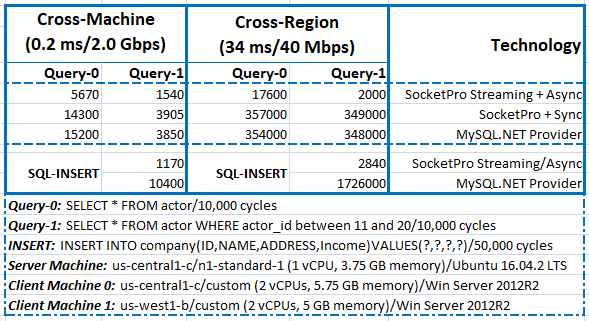 Cross-Machine Cross-Region Technology
(0.2 ms/2.0 Gbps) (34 ms/40 Mbps)
Query-0 Query-1 Query-0 Query-1
5670 1540 17600 2000 SocketPro Streaming + Async
14300 3905 357000 349000 SocketPro + Sync
15200 3850 354000 348000 MySQL.NET Provider
SQL-INSERT 1170 SQL-INSERT 2840 SocketPro Streaming/Async
10400 1726000 MySQL.NET Provider
Query-0: SELECT * FROM actor/10,000 cycles
Query-1: SELECT * FROM actor WHERE actor_id between 11 and 20/10,000 cycles
INSERT: INSERT INTO company(ID,NAME,ADDRESS,Income)VALUES(?,?,?,?)/50,000 cycles
Server Machine: us-central1-c/n1-standard-1 (1 vCPU, 3.75 GB memory)/Ubuntu 16.04.2 LTS
Client Machine 0: us-central1-c/custom (2 vCPUs, 5.75 GB memory)/Win Server 2012R2
Client Machine 1: us-west1-b/custom (2 vCPUs, 5 GB memory)/Win Server 2012R2